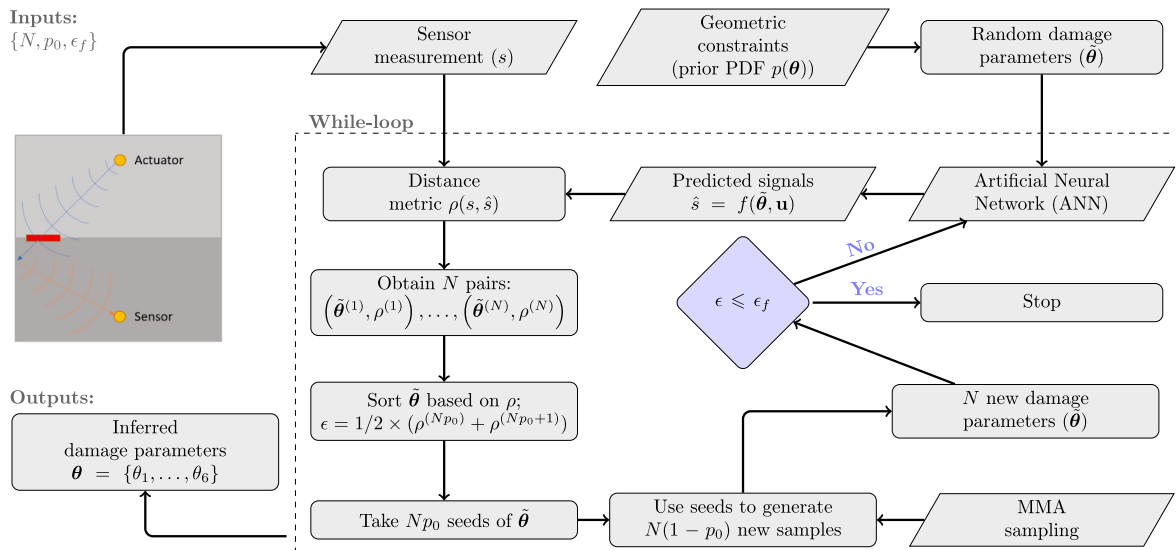 Inputs:
{N, p₀, ϵ_f}
Sensor
measurement (s)
Geometric
constraints
(prior PDF p(θ))
Random damage
parameters (θ̃)
While-loop
Actuator
Sensor
Distance
metric ρ(s, ŝ)
Predicted signals
ŝ = f(θ̃, u)
Artificial Neural
Network (ANN)
Obtain N pairs:
(θ̃⁽¹⁾, ρ⁽¹⁾), . . . , (θ̃⁽ᴺ⁾, ρ⁽ᴺ⁾)
No
ϵ ⩽ ϵ_f
Yes
Stop
Sort θ̃ based on ρ;
ϵ = 1/2 × (ρ^(Np₀) + ρ^(Np₀+1))
N new damage
parameters (θ̃)
Outputs:
Inferred
damage parameters
θ = {θ₁, . . . , θ₆}
Take Np₀ seeds of θ̃
Use seeds to generate
N(1 − p₀) new samples
MMA
sampling